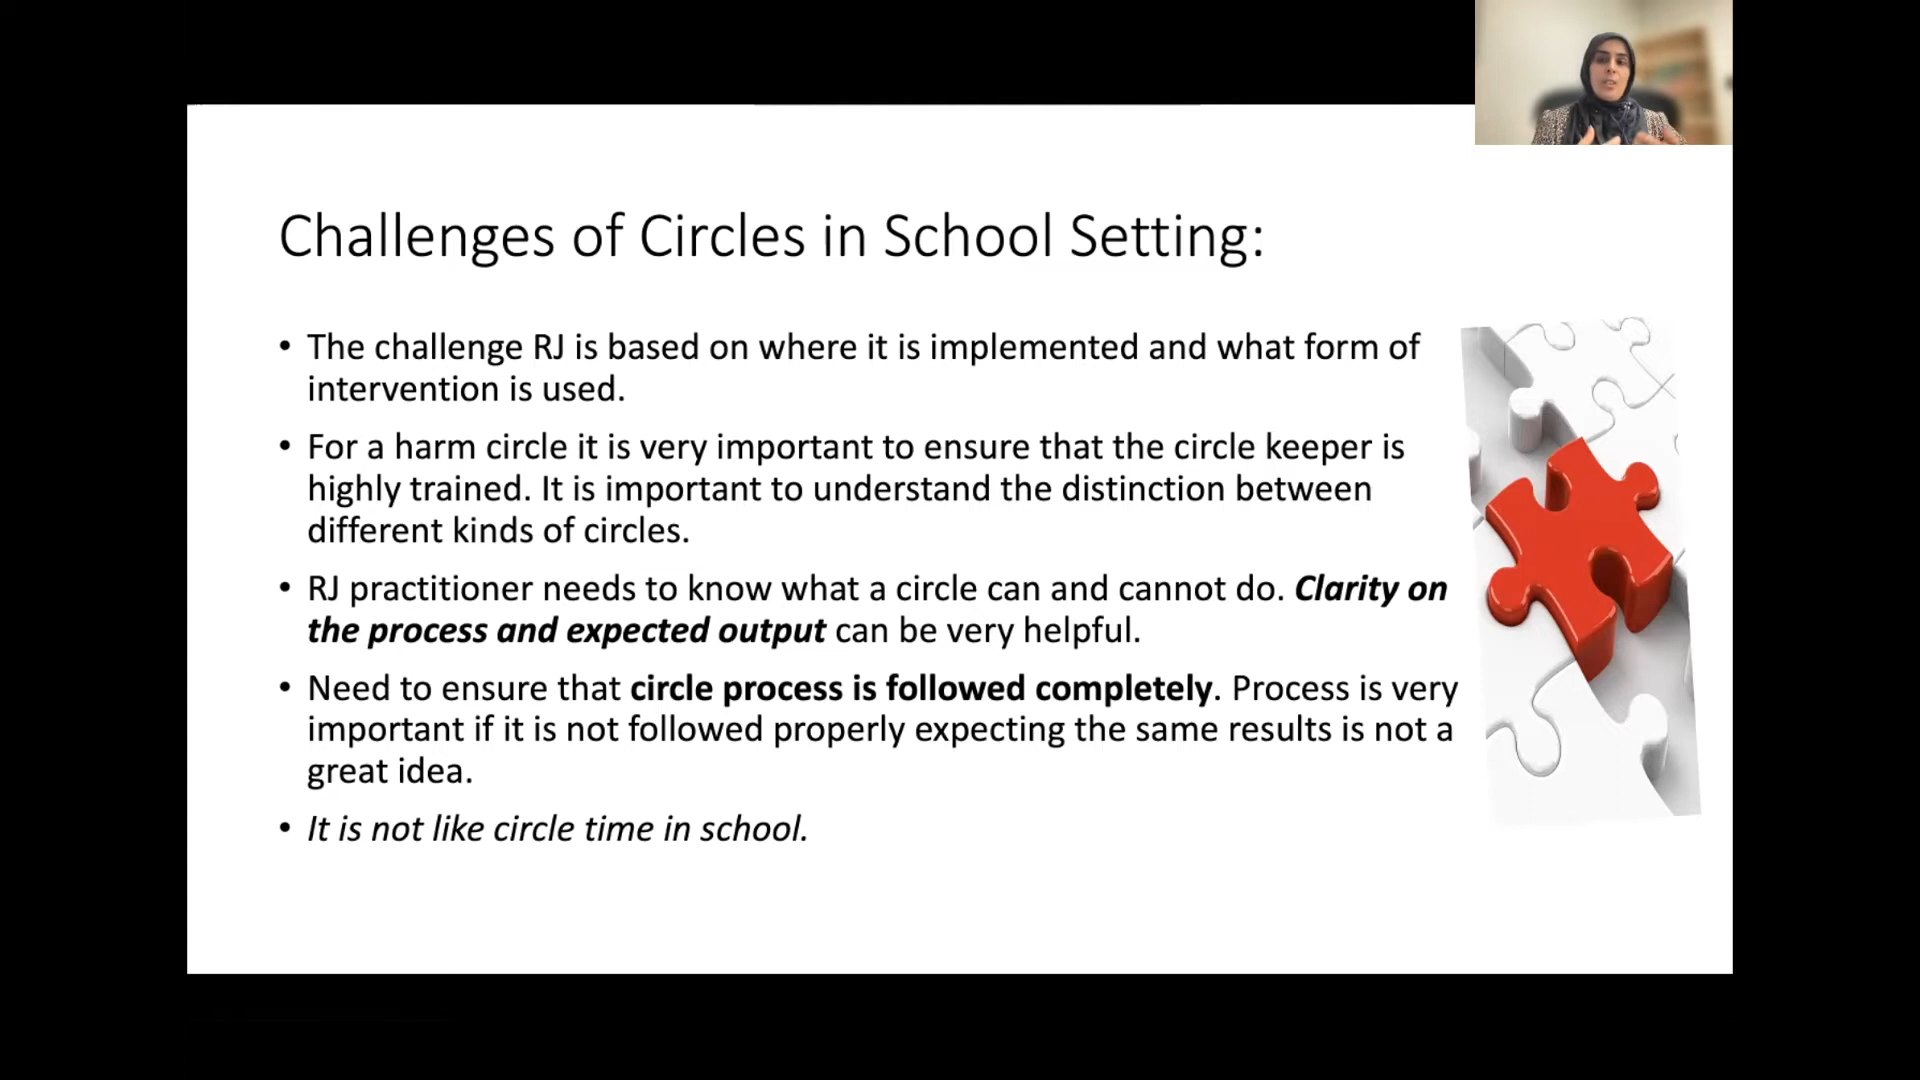 Challenges of Circles in School Setting:
• The challenge RJ is based on where it is implemented and what form of
intervention is used.
• For a harm circle it is very important to ensure that the circle keeper is
highly trained. It is important to understand the distinction between
different kinds of circles.
• RJ practitioner needs to know what a circle can and cannot do. Clarity on
the process and expected output can be very helpful.
• Need to ensure that circle process is followed completely. Process is very
important if it is not followed properly expecting the same results is not a
great idea.
• It is not like circle time in school.